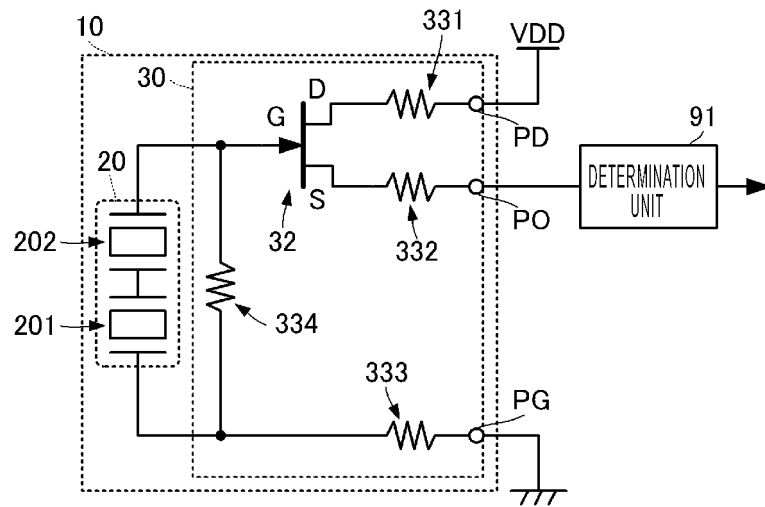 10
331
VDD
30
D
G
PD
91
20
DETERMINATION
UNIT
S
PO
202
32
332
201
334
333
PG